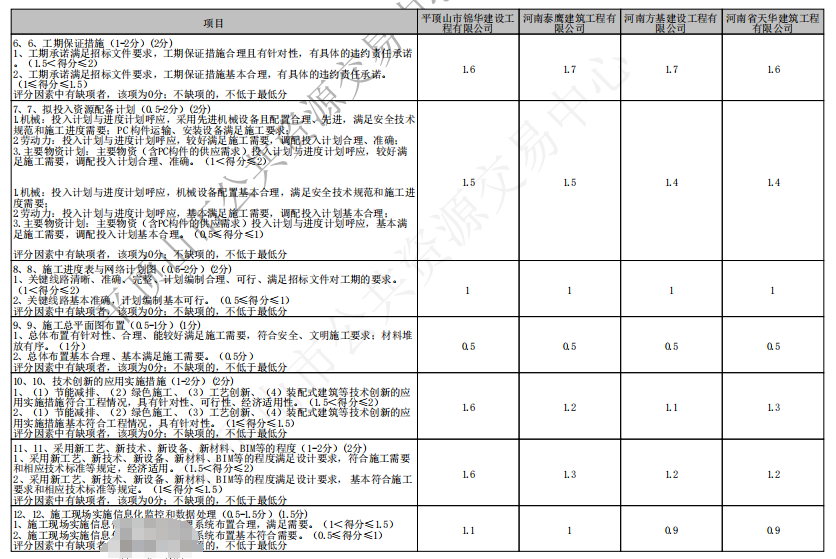 项目
平顶山市锦华建设工程有限公司
河南泰鹰建筑工程有限公司
河南方基建设工程有限公司
河南省天华建筑工程有限公司
6、6、工期保证措施（1-2分）(2分)
1、工期承诺满足招标文件要求，工期保证措施合理且有针对性，有具体的违约责任承诺
。（1.5＜得分≤2）
2、工期承诺满足招标文件要求，工期保证措施基本合理，有具体的违约责任承诺。
（1≤得分≤1.5）
评分因素中有缺项者，该项为0分；不缺项的，不低于最低分
1.6
1.7
1.7
1.6
7、7、拟投入资源配备计划（0.5-2分）(2分)
1.机械：投入计划与进度计划呼应，采用先进机械设备且配置合理、先进，满足安全技术
规范和施工进度需要；PC构件运输、安装设备满足施工要求；
2.劳动力：投入计划与进度计划呼应，较好满足施工需要，调配投入计划合理、准确；
3.主要物资计划：主要物资（含PC构件的供应需求）投入计划与进度计划呼应，较好满
足施工需要，调配投入计划合理、准确。（1＜得分≤2）
1.机械：投入计划与进度计划呼应，机械设备配置基本合理，满足安全技术规范和施工进
度需要；
2.劳动力：投入计划与进度计划呼应，基本满足施工需要，调配投入计划基本合理；
3.主要物资计划：主要物资（含PC构件的供应需求）投入计划与进度计划呼应，基本满
足施工需要，调配投入计划基本合理。（0.5≤得分≤1）
评分因素中有缺项者，该项为0分；不缺项的，不低于最低分
1.5
1.5
1.4
1.4
8、8、施工进度表与网络计划图（0.5-2分）(2分)
1、关键线路清晰、准确、完整，计划编制合理、可行、满足招标文件对工期的要求。
（1＜得分≤2）
2、关键线路基本准确，计划编制基本可行。（0.5≤得分≤1）
评分因素中有缺项者，该项为0分；不缺项的，不低于最低分
1
1
1
1
9、9、施工总平面图布置（0.5-1分）(1分)
1、总体布置有针对性、合理、能较好满足施工需要，符合安全、文明施工要求；材料堆
放有序。（1分）
2、总体布置基本合理、基本满足施工需要。（0.5分）
评分因素中有缺项者，该项为0分；不缺项的，不低于最低分
0.5
0.5
0.5
0.5
10、10、技术创新的应用实施措施（1-2分）(2分)
1、（1）节能减排、（2）绿色施工、（3）工艺创新、（4）装配式建筑等技术创新的应
用实施措施符合工程情况，具有针对性、可行性、经济适用性。（1.5＜得分≤2）
2、（1）节能减排、（2）绿色施工、（3）工艺创新、（4）装配式建筑等技术创新的应
用实施措施基本符合工程情况，具有针对性。（1≤得分≤1.5）
评分因素中有缺项者，该项为0分；不缺项的，不低于最低分
1.6
1.2
1.1
1.3
11、11、采用新工艺、新技术、新设备、新材料、BIM等的程度（1-2分）(2分)
1、采用新工艺、新技术、新设备、新材料、BIM等的程度满足设计要求，符合施工需要
和相应技术标准等规定，经济适用。（1.5＜得分≤2）
2、采用新工艺、新技术、新设备、新材料、BIM等的程度满足设计要求，基本符合施工
要求和相应技术标准等规定。（1≤得分≤1.5）
评分因素中有缺项者，该项为0分；不缺项的，不低于最低分
1.6
1.3
1.2
1.2
12、12、施工现场实施信息化监控和数据处理（0.5-1.5分）(1.5分)
1、施工现场实施信息 理系统布置合理，满足需要。（1＜得分≤1.5）
2、施工现场实施信息 系统布置基本符合需要。（0.5≤得分≤1）
评分因素中有缺项者 的，不低于最低分
1.1
1
0.9
0.9
平顶山市公共资源交易中心
山市公共资源交易中心